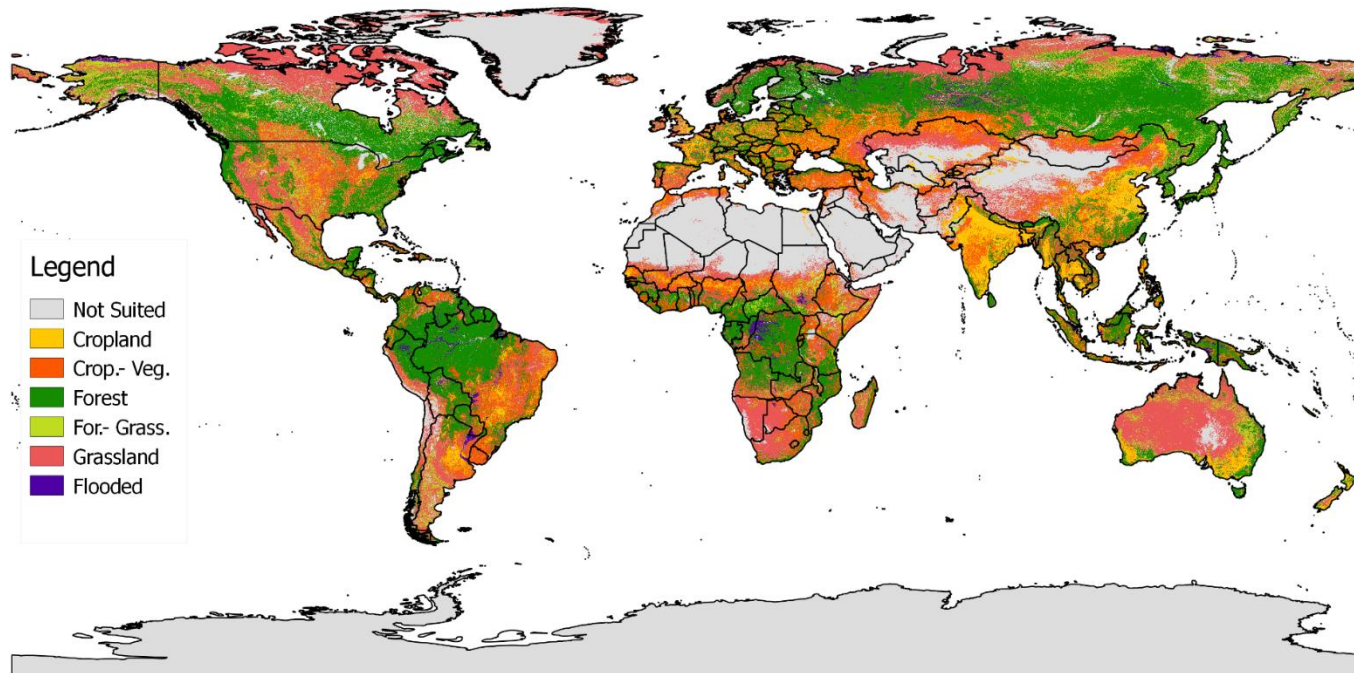 Legend
Not Suited
Cropland
Crop.- Veg.
Forest
For.- Grass.
Grassland
Flooded